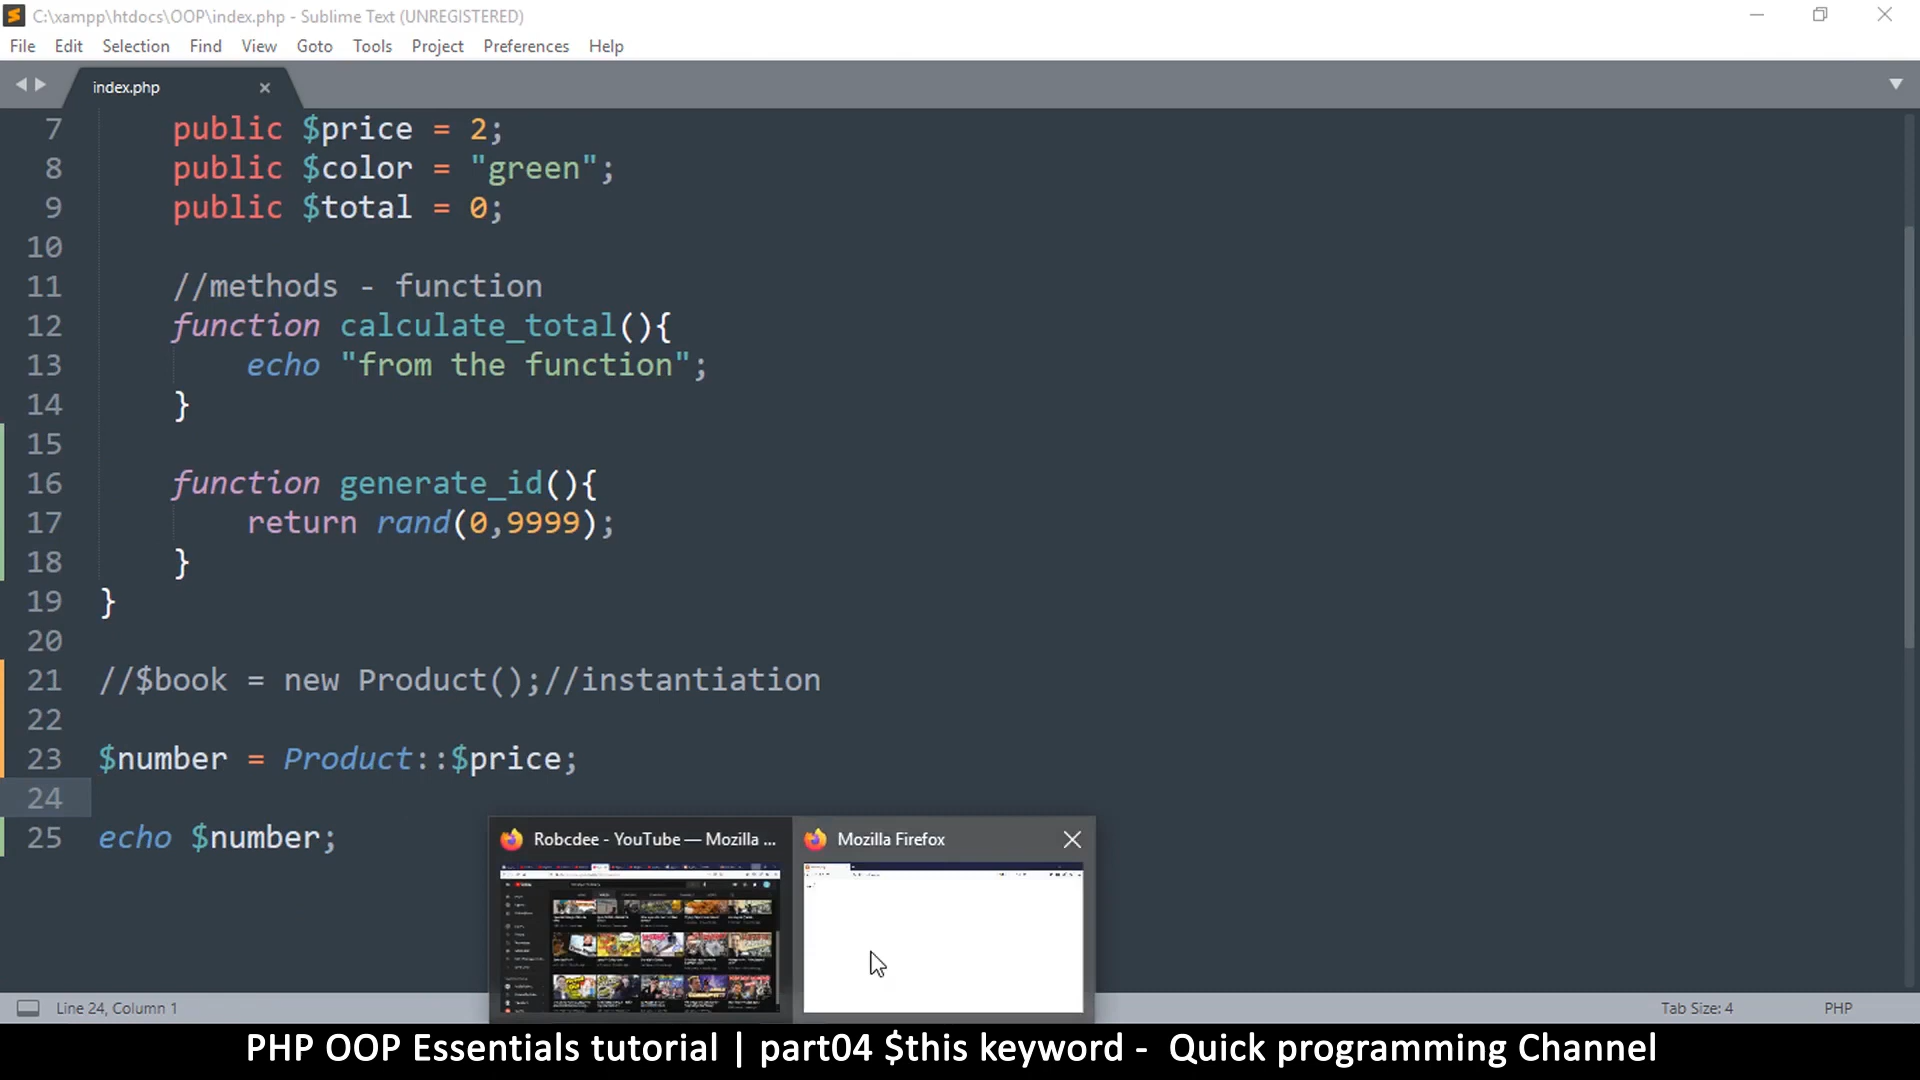 C:\xampp\htdocs\OOP\index.php - Sublime Text (UNREGISTERED)
File Edit Selection Find View Goto Tools Project Preferences Help
index.php
7 public $price = 2;
8 public $color = "green";
9 public $total = 0;
10
11 //methods - function
12 function calculate_total(){
13 echo "from the function";
14 }
15
16 function generate_id(){
17 return rand(0,9999);
18 }
19 }
20
21 //$book = new Product();//instantiation
22
23 $number = Product::$price;
24
25 echo $number;
Robcdee - YouTube — Mozilla ...
Mozilla Firefox
Line 24, Column 1
Tab Size: 4
PHP
PHP OOP Essentials tutorial | part04 $this keyword - Quick programming Channel